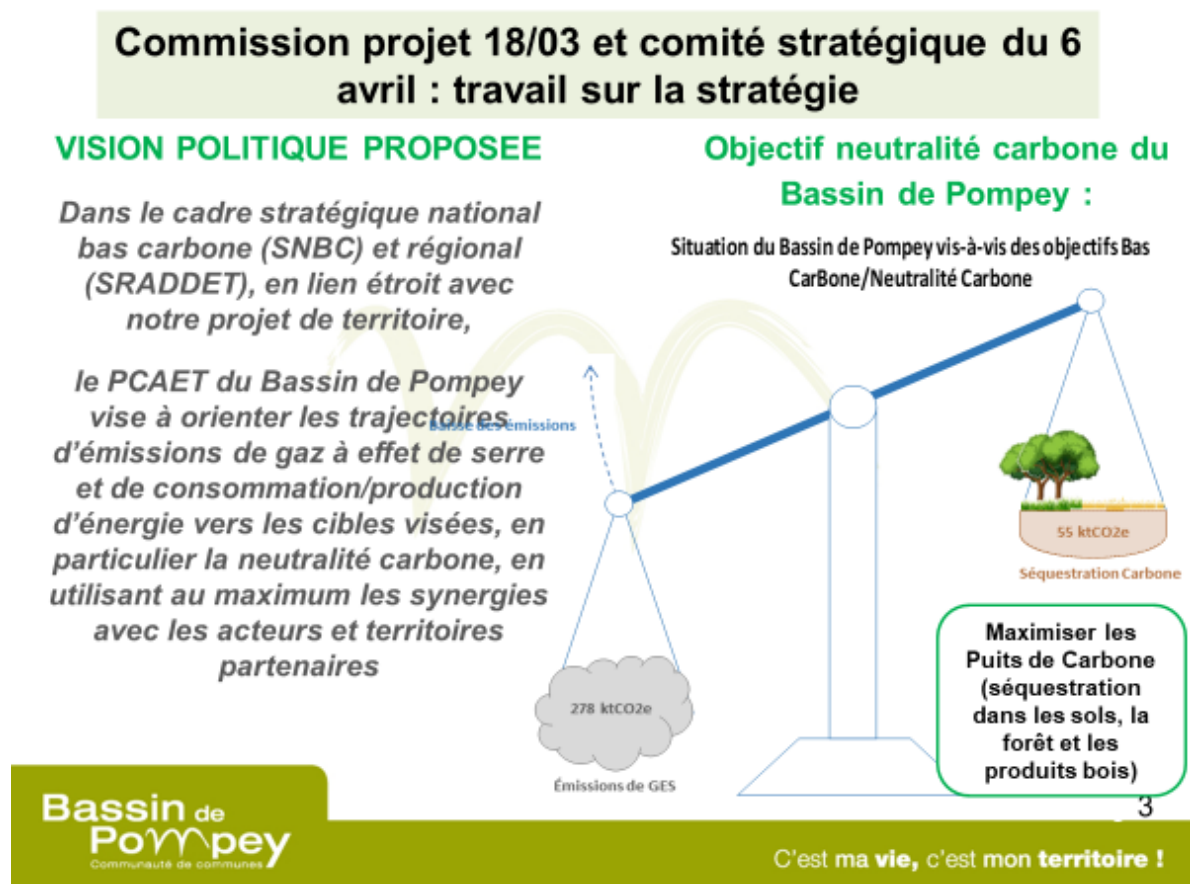 Commission projet 18/03 et comité stratégique du 6
avril : travail sur la stratégie
VISION POLITIQUE PROPOSEE
Dans le cadre stratégique national
bas carbone (SNBC) et régional
(SRADDET), en lien étroit avec
notre projet de territoire,
le PCAET du Bassin de Pompey
vise à orienter les trajectoires
d'émissions de gaz à effet de serre
et de consommation/production
d'énergie vers les cibles visées, en
particulier la neutralité carbone, en
utilisant au maximum les synergies
avec les acteurs et territoires
partenaires
Objectif neutralité carbone du
Bassin de Pompey :
Situation du Bassin de Pompey vis-à-vis des objectifs Bas
CarBone/Neutralité Carbone
Baisse des émissions
55 ktCO2e
Séquestration Carbone
278 ktCO2e
Émissions de GES
Maximiser les
Puits de Carbone
(séquestration
dans les sols, la
forêt et les
produits bois)
3
Bassin de
Pompey
Communauté de communes
C'est ma vie, c'est mon territoire !